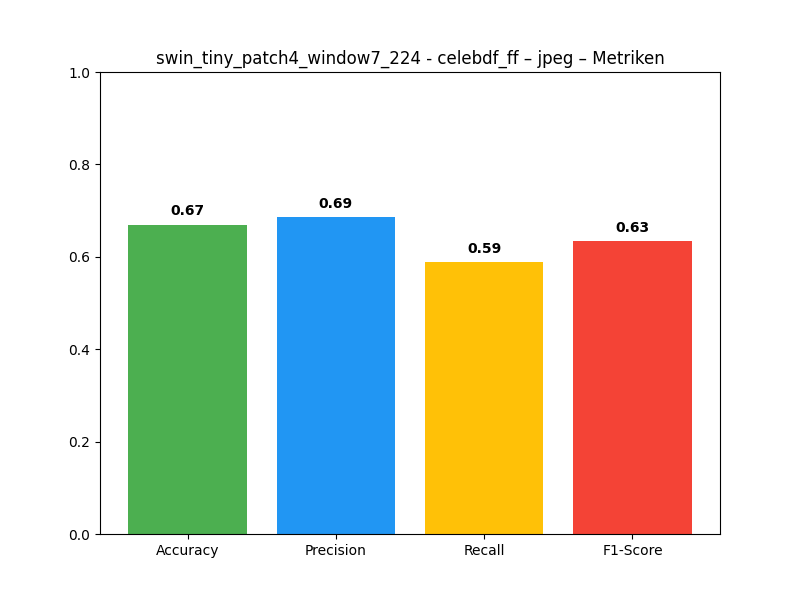 swin_tiny_patch4_window7_224 - celebdf_ff – jpeg – Metriken
1.0
0.8
0.6
0.4
0.2
0.0
0.67
0.69
0.59
0.63
Accuracy
Precision
Recall
F1-Score